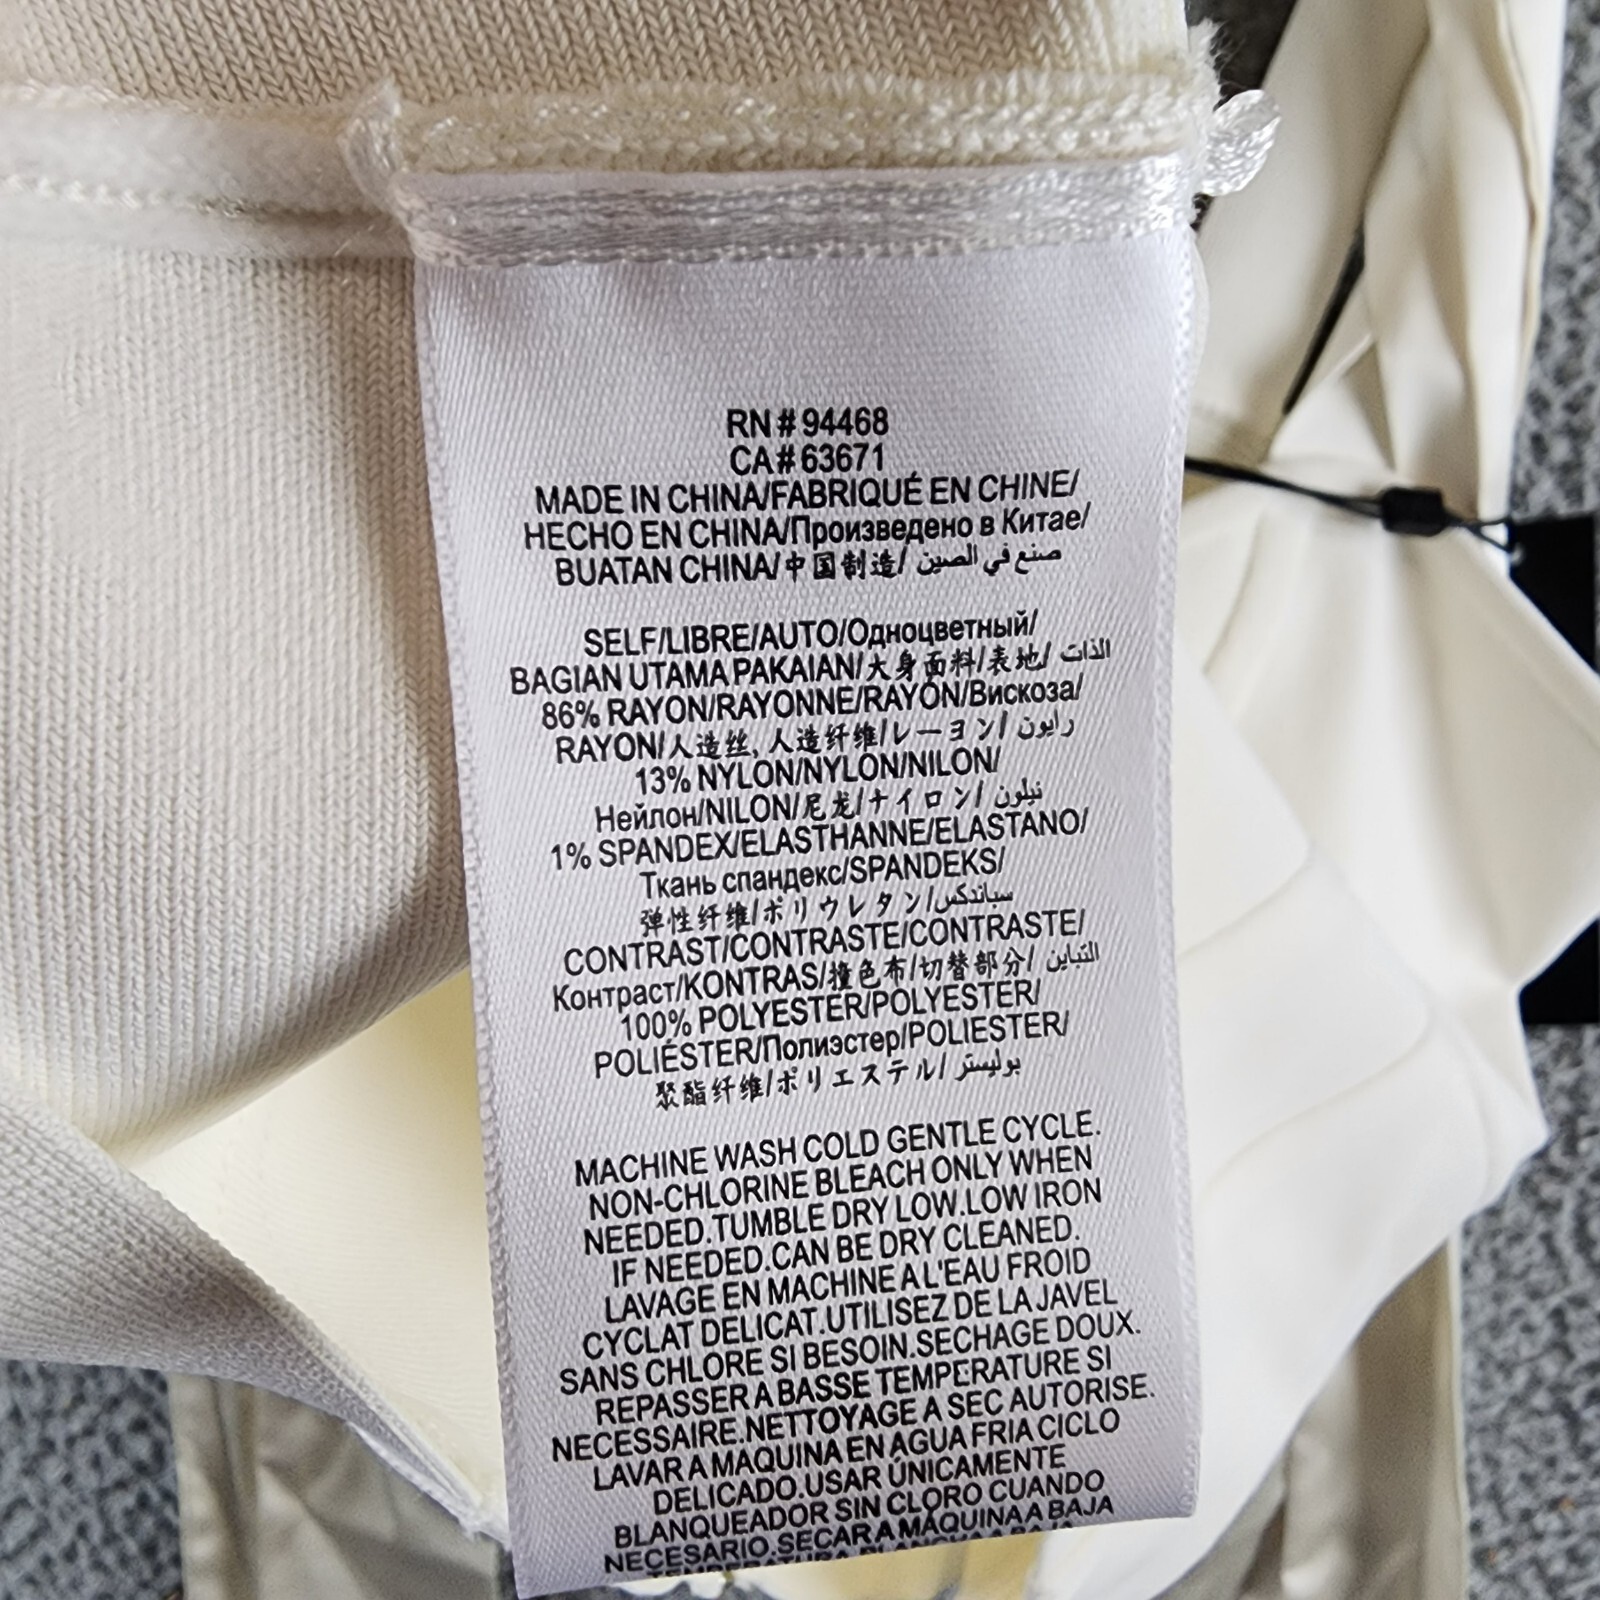 RN # 94468
CA# 63671
MADE IN CHINA/FABRIQUÉ EN CHINE/
HECHO EN CHINA/Произведено в Китае/
BUATAN CHINA/中国制造/ صنع في الصين
SELF/LIBRE/AUTO/Одноцветный/
BAGIAN UTAMA PAKAIAN/大身面料/表地/ الذات
86% RAYON/RAYONNE/RAYÓN/Вискоза/
RAYON/人造丝, 人造纤维/レーヨン/ رايون
13% NYLON/NYLON/NILON/
Нейлон/NILON/尼龙/ナイロン/ نيلون
1% SPANDEX/ELASTHANNE/ELASTANO/
Ткань спандекс/SPANDEKS/
弹性纤维/ポリウレタン/سباندكس
CONTRAST/CONTRASTE/CONTRASTE/
Контраст/KONTRAS/撞色布/切替部分/ التباين
100% POLYESTER/POLYESTER/
POLIÉSTER/Полиэстер/POLIESTER/
聚酯纤维/ポリエステル/ بوليستر
MACHINE WASH COLD GENTLE CYCLE.
NON-CHLORINE BLEACH ONLY WHEN
NEEDED.TUMBLE DRY LOW.LOW IRON
IF NEEDED.CAN BE DRY CLEANED.
LAVAGE EN MACHINE A L'EAU FROID
CYCLAT DELICAT.UTILISEZ DE LA JAVEL
SANS CHLORE SI BESOIN.SECHAGE DOUX.
REPASSER A BASSE TEMPERATURE SI
NECESSAIRE.NETTOYAGE A SEC AUTORISE.
LAVAR A MAQUINA EN AGUA FRIA CICLO
DELICADO.USAR ÚNICAMENTE
BLANQUEADOR SIN CLORO CUANDO
NECESARIO.SECAR A MAQUINA A BAJA